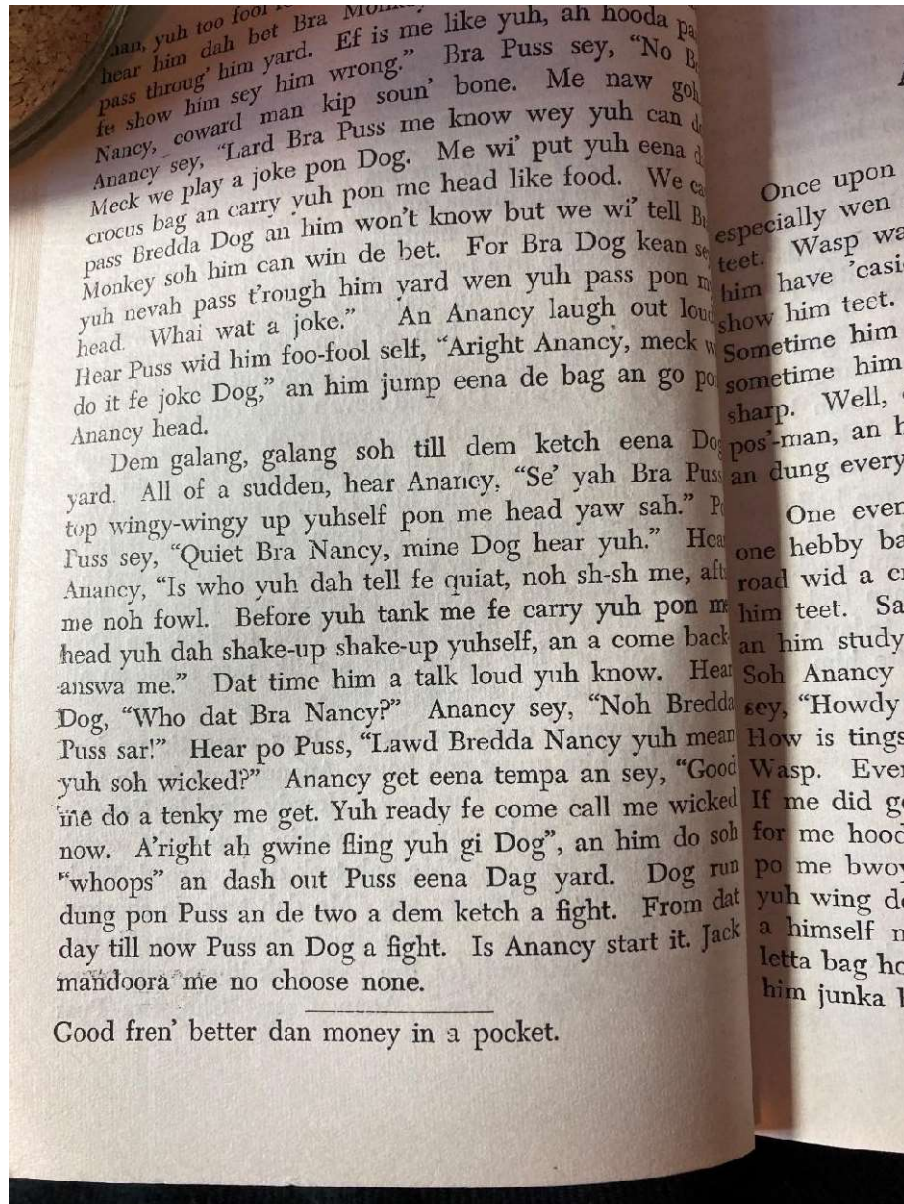 man, yuh too fool
hear him dah bet Bra
pass throug' him yard. Ef is me like yuh, ah hooda
fe show him sey him wrong." Bra Puss sey, "No
Nancy, coward man kip soun' bone. Me naw
Anancy sey, "Lard Bra Puss me know wey yuh can
Meck we play a joke pon Dog. Me wi' put yuh eena
crocus bag an carry yuh pon me head like food. We
pass Bredda Dog an him won't know but we wi' tell
Monkey soh him can win de bet. For Bra Dog kean
yuh nevah pass t'rough him yard wen yuh pass pon
head. Whai wat a joke." An Anancy laugh out
Hear Puss wid him foo-fool self, "Aright Anancy, meck
do it fe joke Dog," an him jump eena de bag an go
Anancy head.
Dem galang, galang soh till dem ketch eena
yard. All of a sudden, hear Anancy, "Se' yah Bra Puss
top wingy-wingy up yuhself pon me head yaw sah."
Puss sey, "Quiet Bra Nancy, mine Dog hear yuh."
Anancy, "Is who yuh dah tell fe quiat, noh sh-sh me,
me noh fowl. Before yuh tank me fe carry yuh pon me
head yuh dah shake-up shake-up yuhself, an a come back
answa me." Dat time him a talk loud yuh know. Hear
Dog, "Who dat Bra Nancy?" Anancy sey, "Noh Bredda
Puss sar!" Hear po Puss, "Lawd Bredda Nancy yuh mean
yuh soh wicked?" Anancy get eena tempa an sey, "Good
me do a tenky me get. Yuh ready fe come call me wicked
now. A'right ah gwine fling yuh gi Dog", an him do soh
"whoops" an dash out Puss eena Dag yard. Dog run
dung pon Puss an de two a dem ketch a fight. From dat
day till now Puss an Dog a fight. Is Anancy start it. Jack
mandoora me no choose none.
Good fren' better dan money in a pocket.
Once upon
especially wen
teet. Wasp
him have
show him teet.
Sometime him
sometime him
sharp. Well,
pos'-man, an
an dung every
One
one hebby
road wid a
him teet.
an him study
Soh Anancy
sey, "Howdy
How is tings
Wasp.
If me did
for me
po me
yuh wing
a himself
letta bag
him junka